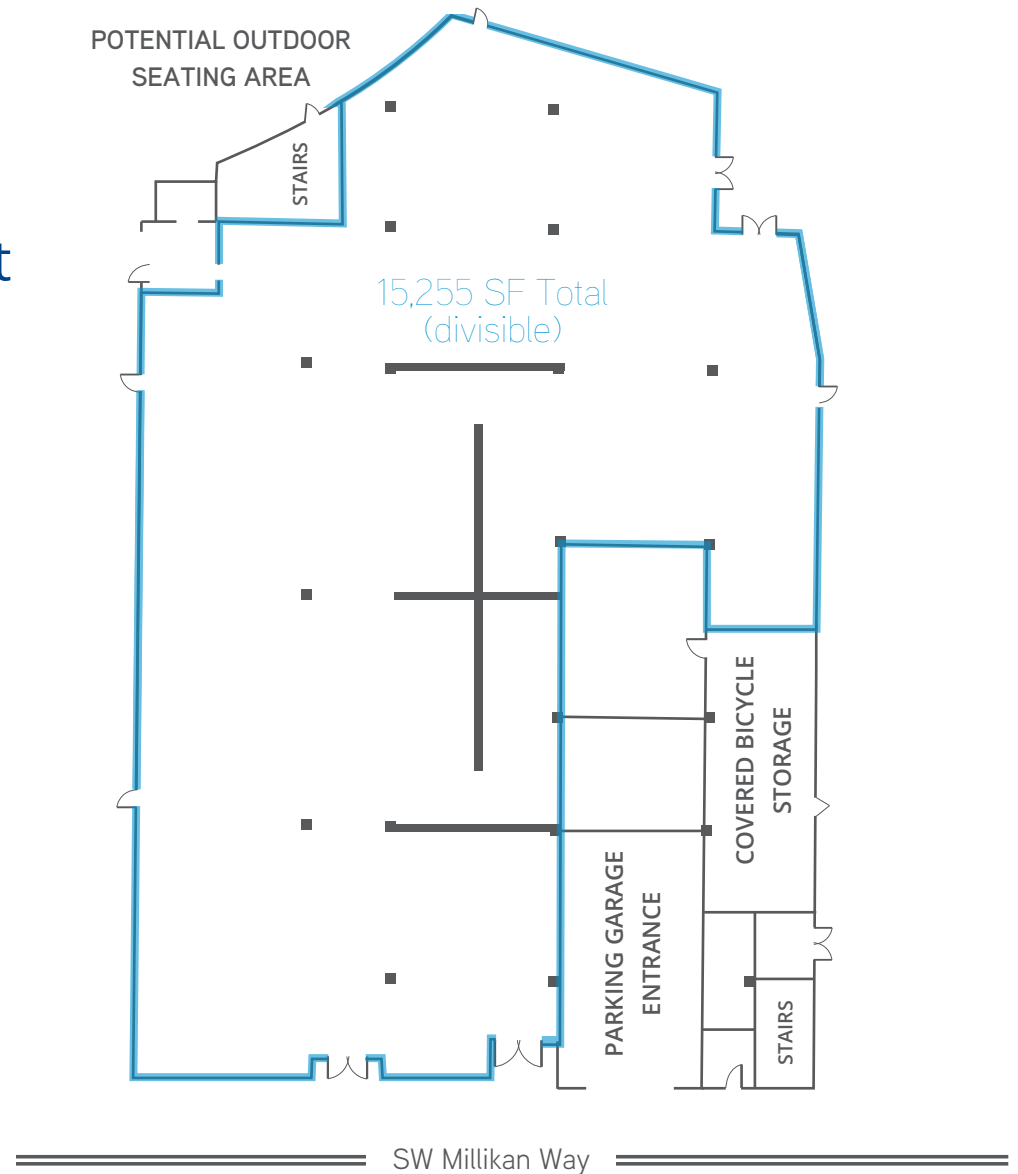 POTENTIAL OUTDOOR
SEATING AREA
STAIRS
t
15,255 SF Total
(divisible)
COVERED BICYCLE
STORAGE
PARKING GARAGE
ENTRANCE
STAIRS
SW Millikan Way